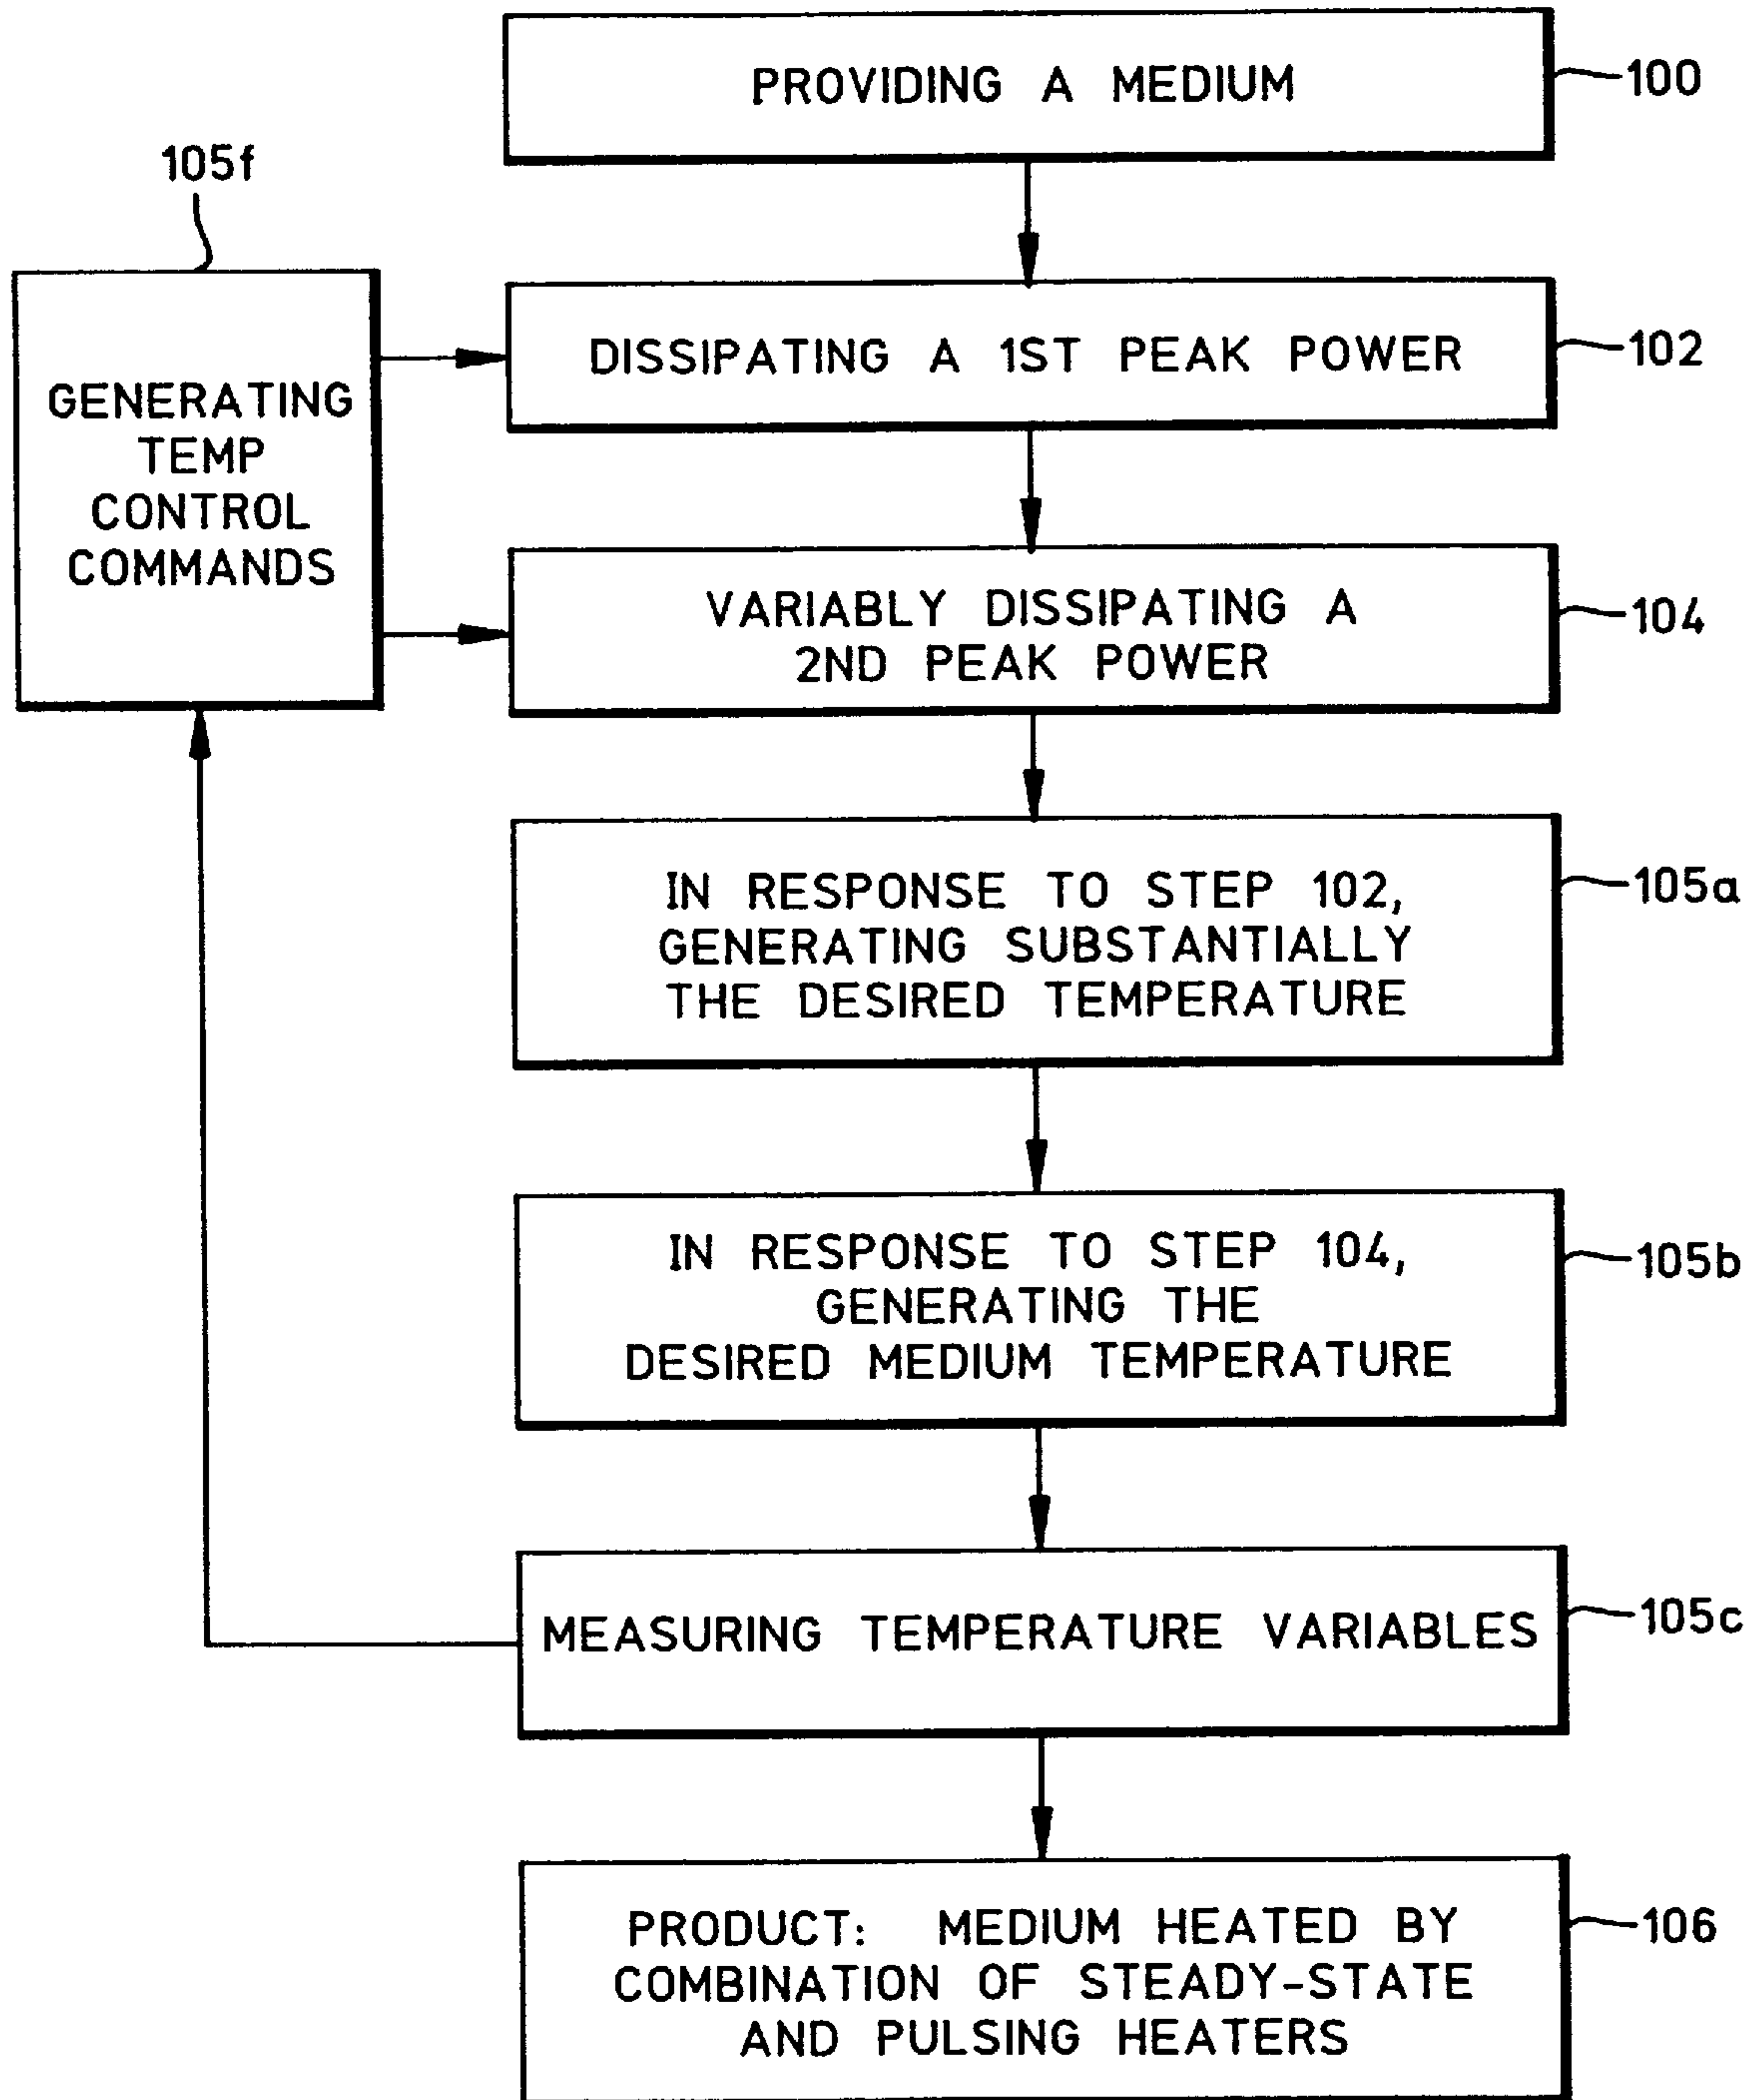 PROVIDING A MEDIUM
100
105f
GENERATING
TEMP
CONTROL
COMMANDS
DISSIPATING A 1ST PEAK POWER
102
VARIABLY DISSIPATING A
2ND PEAK POWER
104
IN RESPONSE TO STEP 102,
GENERATING SUBSTANTIALLY
THE DESIRED TEMPERATURE
105a
IN RESPONSE TO STEP 104,
GENERATING THE
DESIRED MEDIUM TEMPERATURE
105b
MEASURING TEMPERATURE VARIABLES
105c
PRODUCT: MEDIUM HEATED BY
COMBINATION OF STEADY-STATE
AND PULSING HEATERS
106